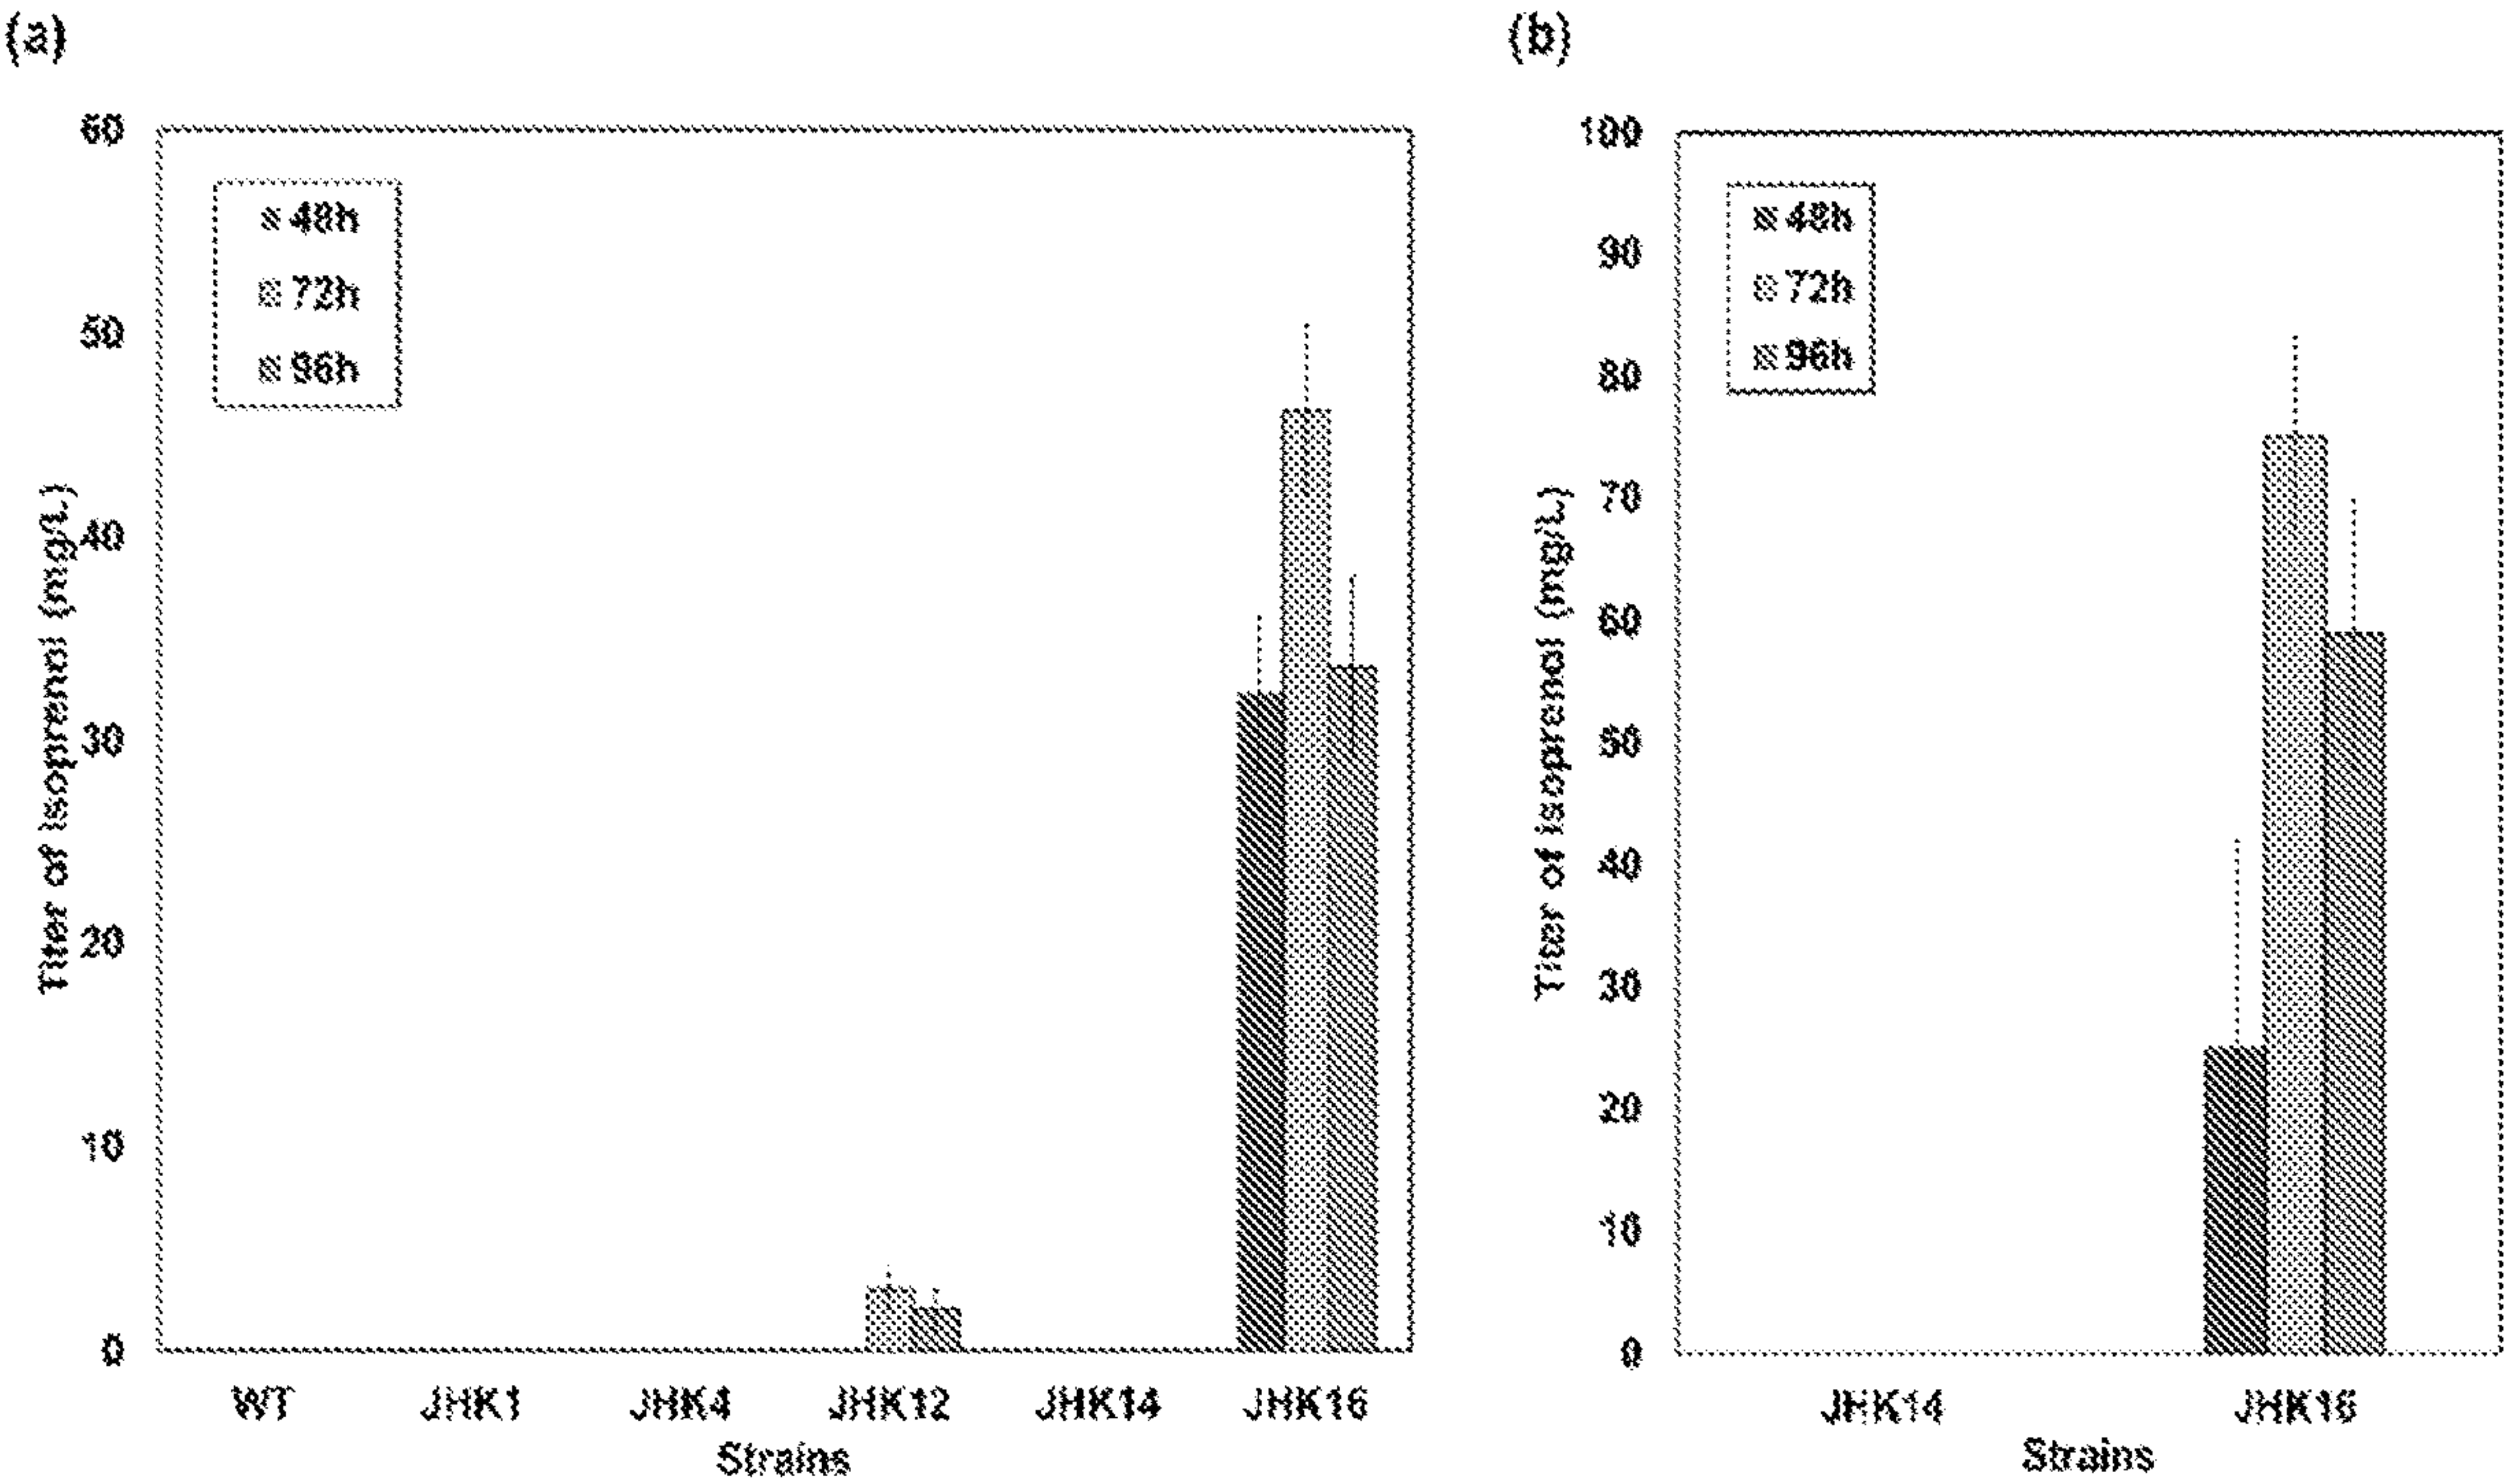 (a)
60
50
40
30
20
10
0
Titer of isoprenol (mg/L)
48h
72h
96h
WT JHK1 JHK4 JHK12 JHK14 JHK16
Strains
(b)
100
90
80
70
60
50
40
30
20
10
0
Titer of isoprenol (mg/L)
48h
72h
96h
JHK14 JHK16
Strains